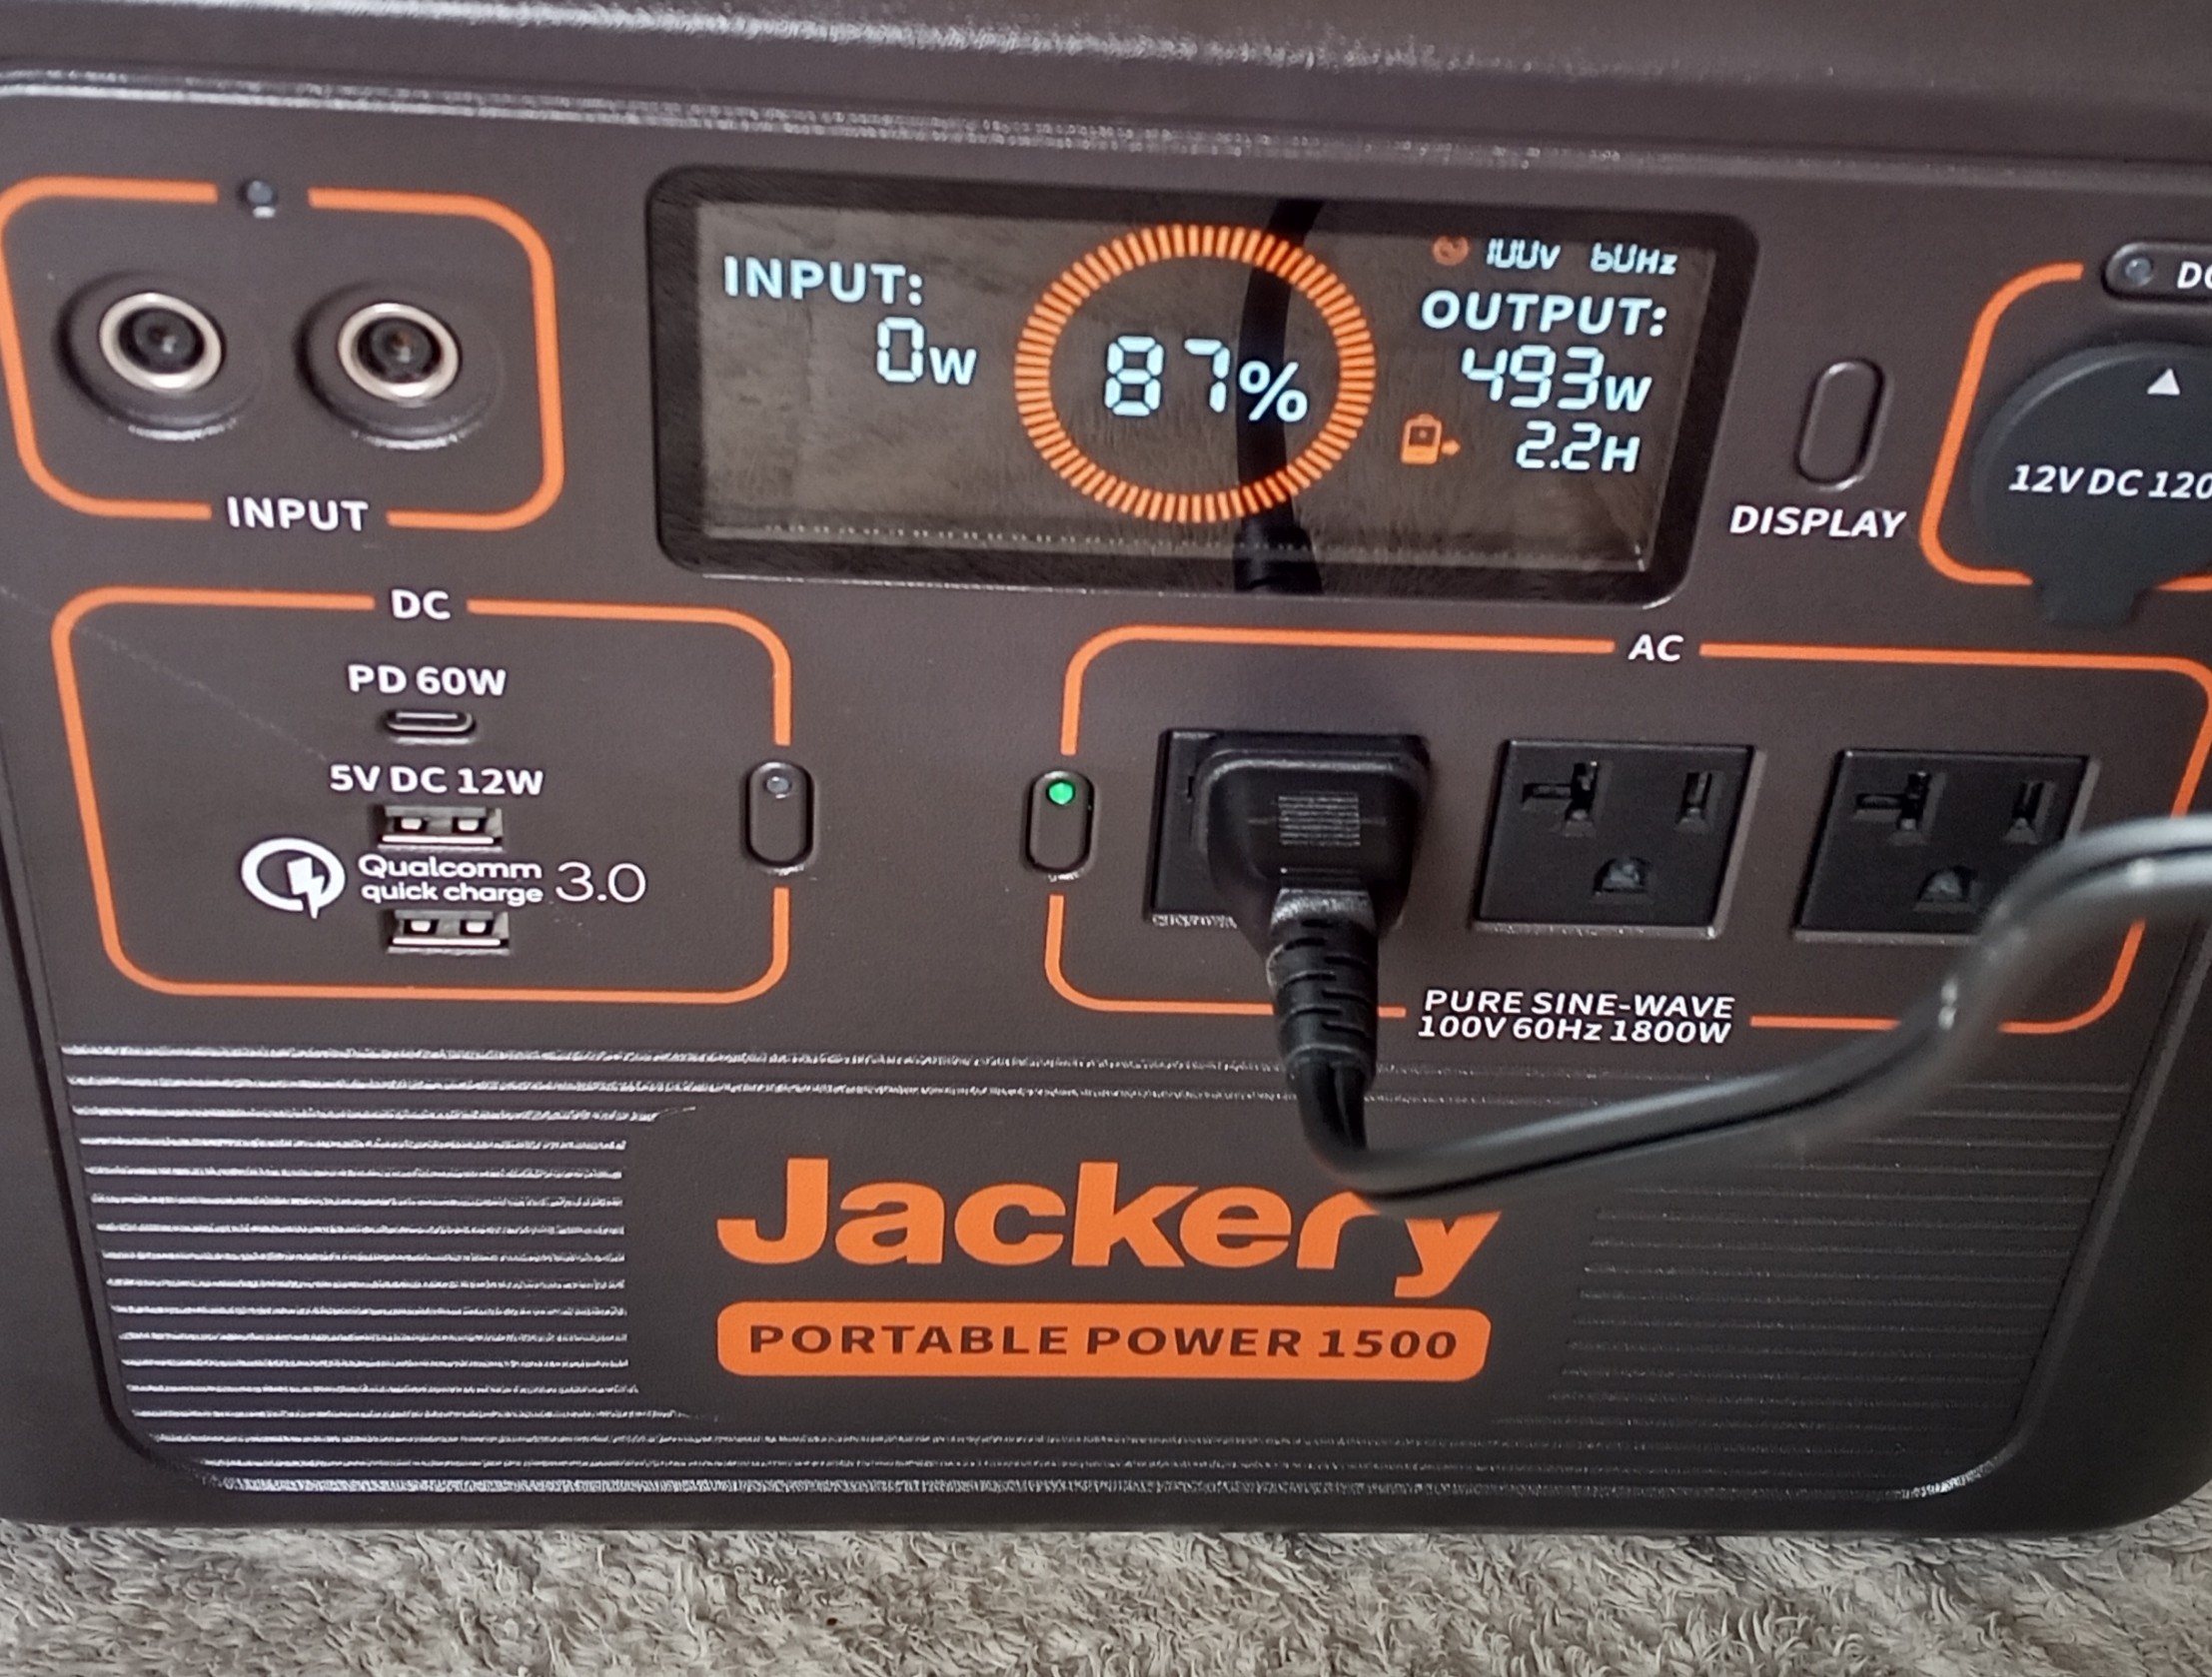 100V 60Hz
INPUT:
0W
87%
OUTPUT:
493W
2.2H
DISPLAY
12V DC 120
INPUT
DC
PD 60W
5V DC 12W
Qualcomm
quick charge 3.0
AC
PURE SINE-WAVE
100V 60Hz 1800W
Jackery
PORTABLE POWER 1500